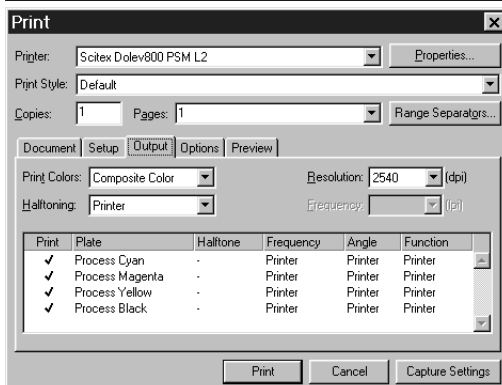 Print
Printer: Scitex Dolev800 PSM L2 Properties...
Print Style: Default
Copies: 1 Pages: 1 Range Separators...
Document Setup Output Options Preview
Print Colors: Composite Color Resolution: 2540 (dpi)
Halftoning: Printer Frequency: (lpi)
Print Plate Halftone Frequency Angle Function
✓ Process Cyan - Printer Printer Printer
✓ Process Magenta - Printer Printer Printer
✓ Process Yellow - Printer Printer Printer
✓ Process Black - Printer Printer Printer
Print Cancel Capture Settings